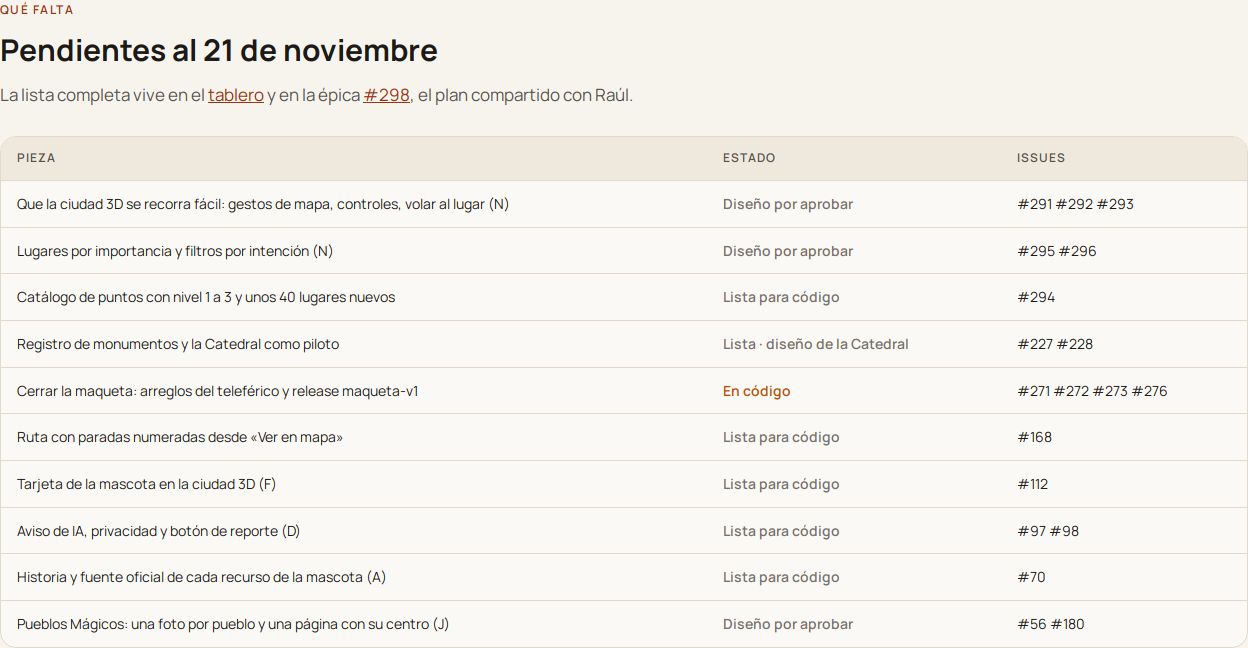 QUÉ FALTA
Pendientes al 21 de noviembre
La lista completa vive en el tablero y en la épica #298, el plan compartido con Raúl.
PIEZA ESTADO ISSUES
Que la ciudad 3D se recorra fácil: gestos de mapa, controles, volar al lugar (N) Diseño por aprobar #291 #292 #293
Lugares por importancia y filtros por intención (N) Diseño por aprobar #295 #296
Catálogo de puntos con nivel 1 a 3 y unos 40 lugares nuevos Lista para código #294
Registro de monumentos y la Catedral como piloto Lista · diseño de la Catedral #227 #228
Cerrar la maqueta: arreglos del teleférico y release maqueta-v1 En código #271 #272 #273 #276
Ruta con paradas numeradas desde «Ver en mapa» Lista para código #168
Tarjeta de la mascota en la ciudad 3D (F) Lista para código #112
Aviso de IA, privacidad y botón de reporte (D) Lista para código #97 #98
Historia y fuente oficial de cada recurso de la mascota (A) Lista para código #70
Pueblos Mágicos: una foto por pueblo y una página con su centro (J) Diseño por aprobar #56 #180